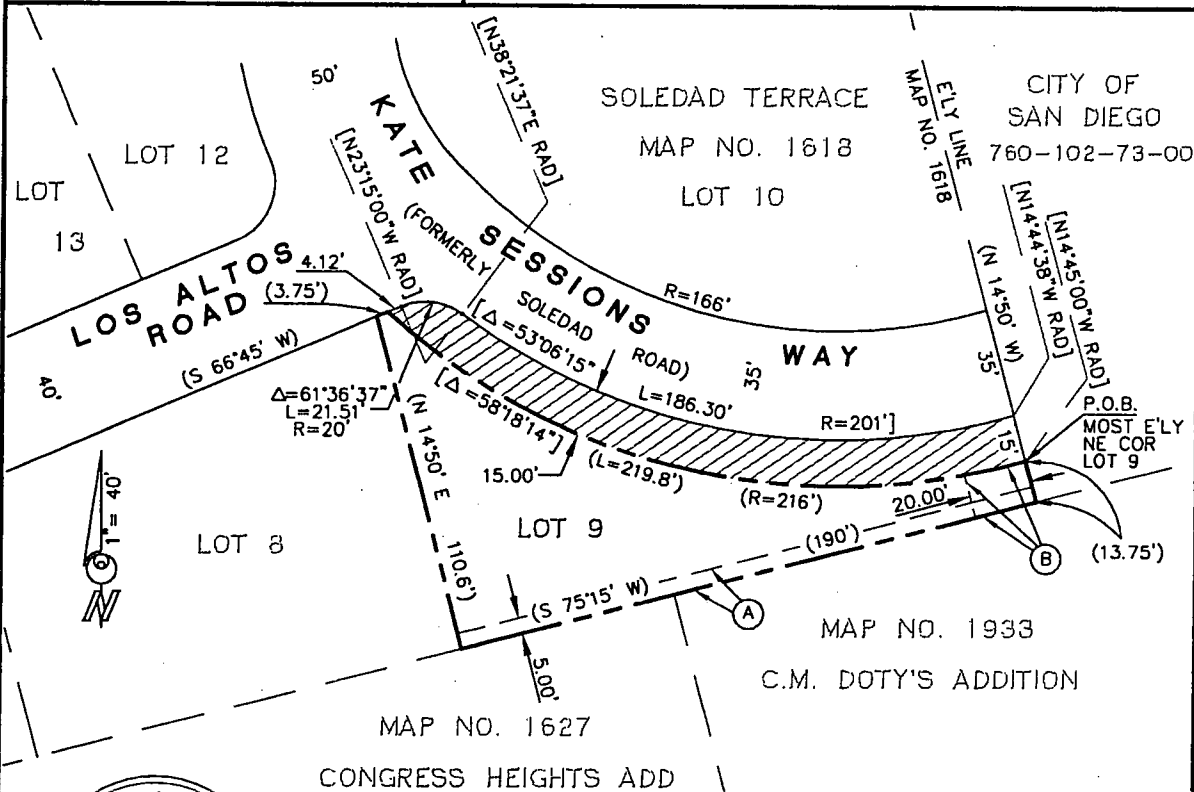 50'
KATE SESSIONS WAY
(FORMERLY SOLEDAD ROAD)
[N38°21'37"E RAD]
SOLEDAD TERRACE
MAP NO. 1618
LOT 10
E'LY LINE
MAP NO. 1618
CITY OF
SAN DIEGO
760-102-73-00
LOT 12
LOT
13
[N23°15'00"W RAD]
[N14°44'38"W RAD]
[N14°45'00"W RAD]
(N 14°50' W)
LOS ALTOS
ROAD
4.12'
(3.75')
R=166'
[Δ=53°06'15"
L=186.30'
R=201']
35'
35'
40'
(S 66°45' W)
Δ=61°36'37"
L=21.51'
R=20'
[Δ=58°18'14"]
15.00'
(L=219.8')
(R=216')
P.O.B.
MOST E'LY
NE COR
LOT 9
15'
20.00'
(N 14°50' E
110.6')
LOT 9
(190')
B
(13.75')
1"= 40'
N
LOT 8
(S 75°15' W)
A
5.00'
MAP NO. 1933
C.M. DOTY'S ADDITION
MAP NO. 1627
CONGRESS HEIGHTS ADD